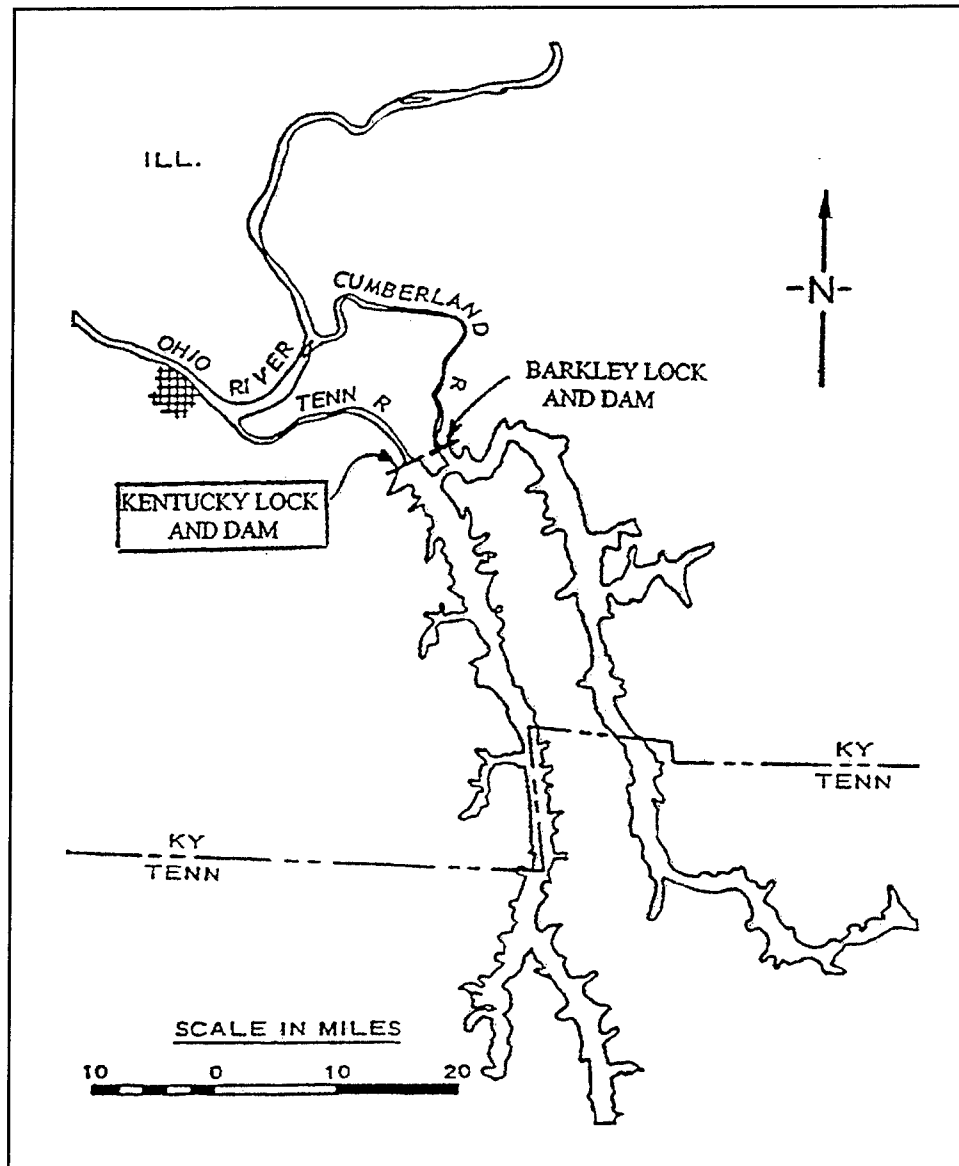 ILL.
CUMBERLAND
R
OHIO
RIVER
TENN R
-N-
BARKLEY LOCK
AND DAM
KENTUCKY LOCK
AND DAM
KY
TENN
KY
TENN
SCALE IN MILES
10 0 10 20